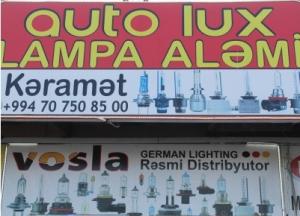 auto lux
LAMPA ALƏMİ
Kəramət
+994 70 750 85 00
vosla GERMAN LIGHTING
Rəsmi Distribyutor